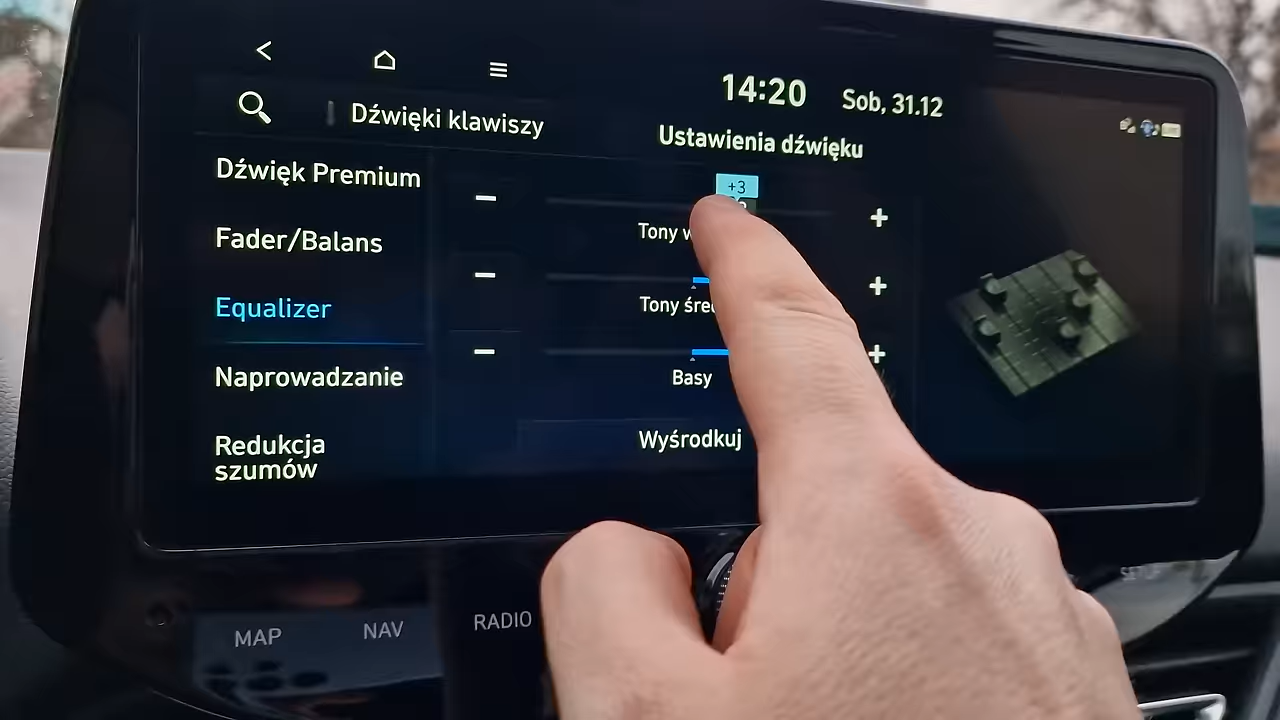 14:20
Sob, 31.12
Dźwięki klawiszy
Ustawienia dźwięku
Dźwięk Premium
Fader/Balans
Equalizer
Naprowadzanie
Redukcja
szumów
+3
Tony
Tony
Basy
Wyśrodkuj
MAP
NAV
RADIO